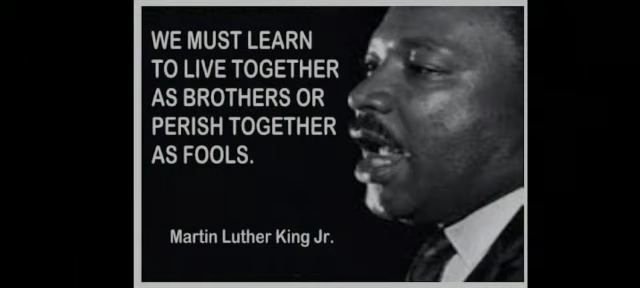 WE MUST LEARN
TO LIVE TOGETHER
AS BROTHERS OR
PERISH TOGETHER
AS FOOLS.
Martin Luther King Jr.